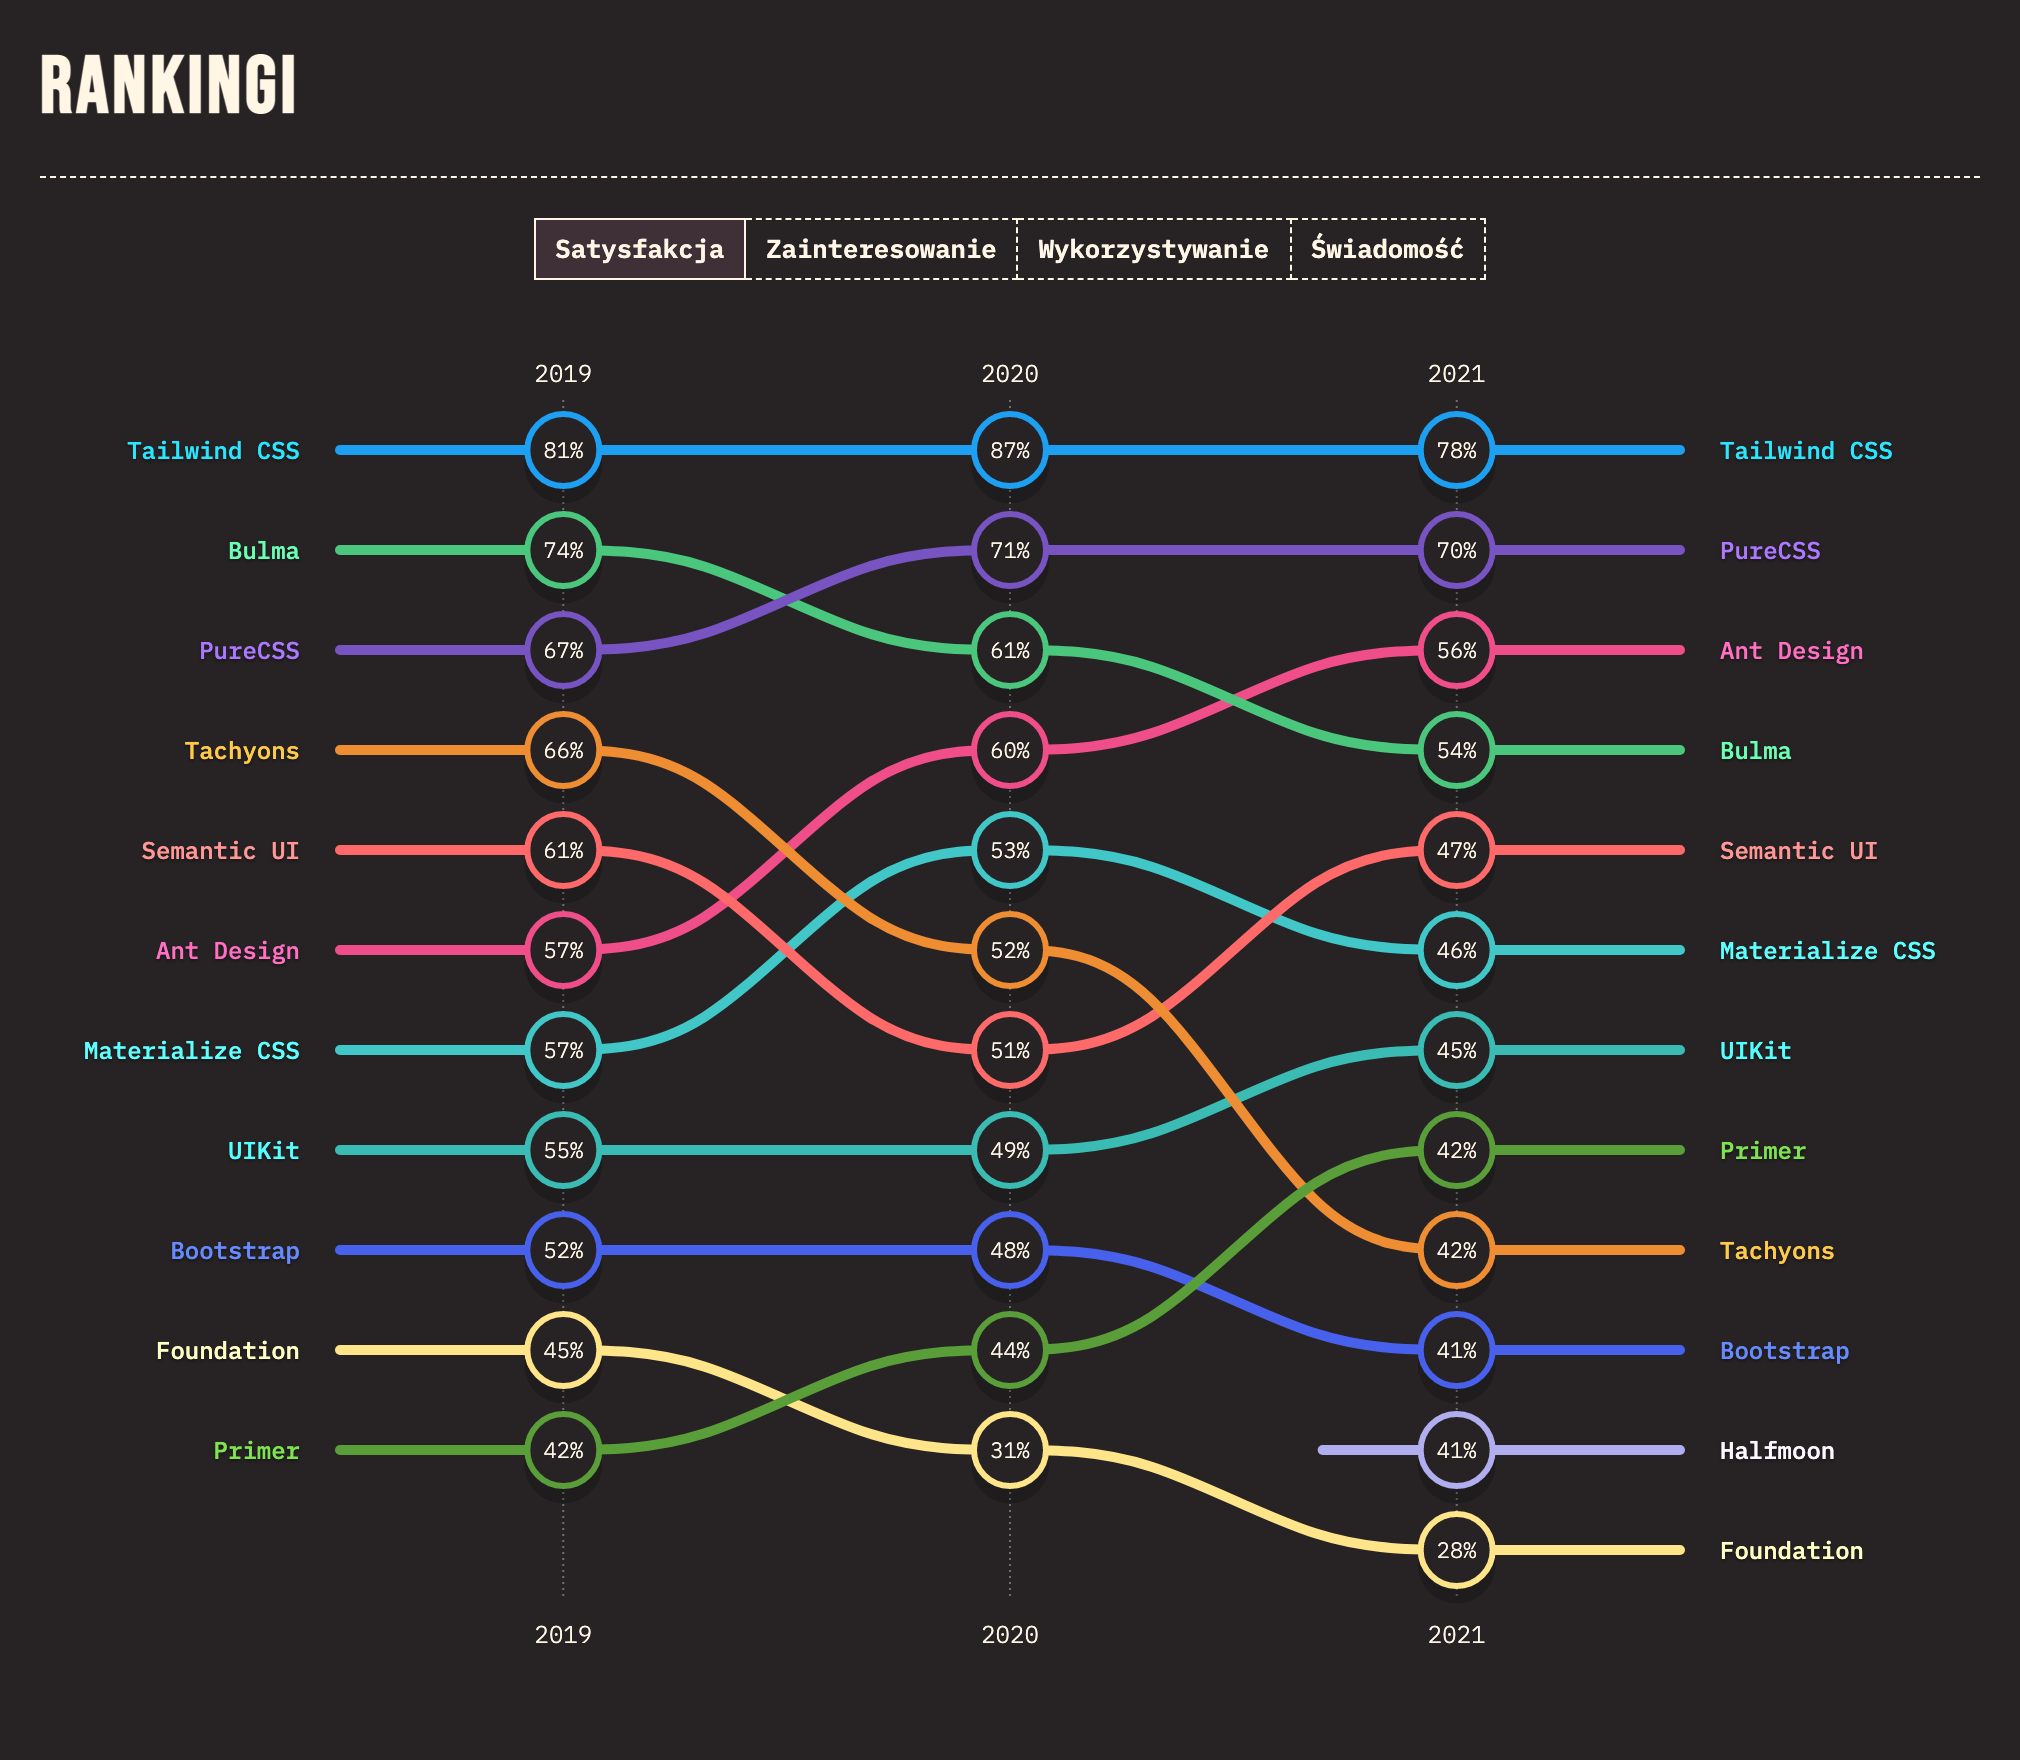 RANKINGI
Satysfakcja Zainteresowanie Wykorzystywanie Świadomość
2019 2020 2021
Tailwind CSS 81% 87% 78% Tailwind CSS
Bulma 74% 71% 70% PureCSS
PureCSS 67% 61% 56% Ant Design
Tachyons 66% 60% 54% Bulma
Semantic UI 61% 53% 47% Semantic UI
Ant Design 57% 52% 46% Materialize CSS
Materialize CSS 57% 51% 45% UIKit
UIKit 55% 49% 42% Primer
Bootstrap 52% 48% 42% Tachyons
Foundation 45% 44% 41% Bootstrap
Primer 42% 31% 41% Halfmoon
28% Foundation
2019 2020 2021